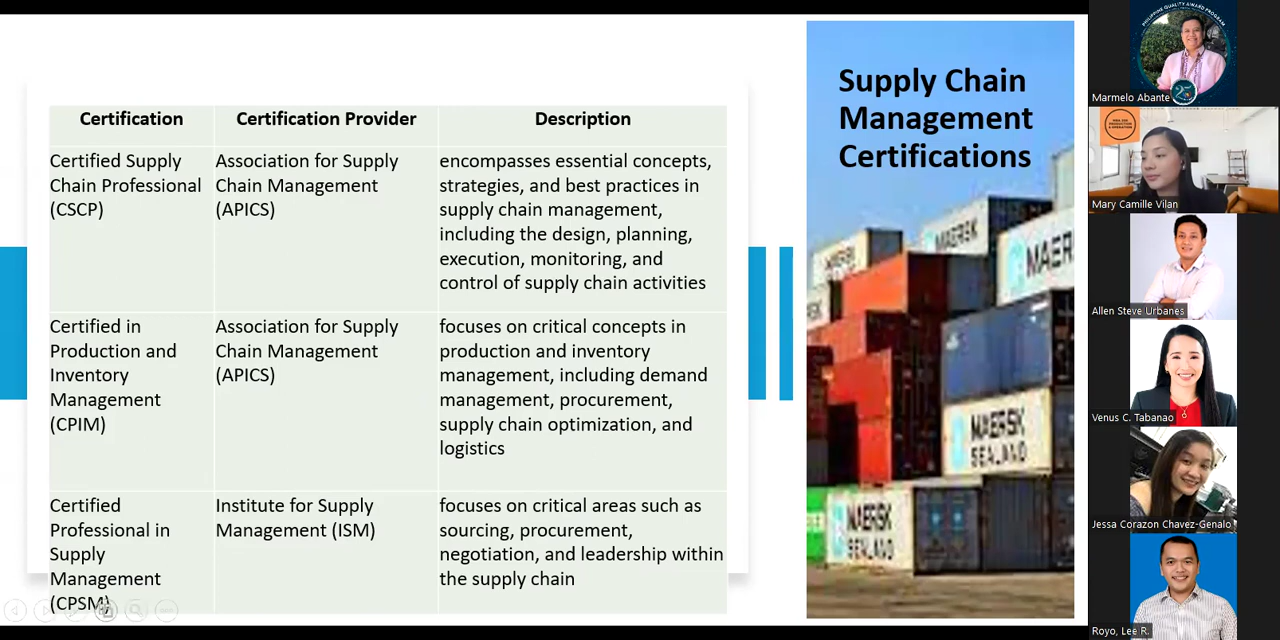 Certification Certification Provider Description
Certified Supply
Chain Professional
(CSCP)
Association for Supply
Chain Management
(APICS)
encompasses essential concepts,
strategies, and best practices in
supply chain management,
including the design, planning,
execution, monitoring, and
control of supply chain activities
Certified in
Production and
Inventory
Management
(CPIM)
Association for Supply
Chain Management
(APICS)
focuses on critical concepts in
production and inventory
management, including demand
management, procurement,
supply chain optimization, and
logistics
Certified
Professional in
Supply
Management
(CPSM)
Institute for Supply
Management (ISM)
focuses on critical areas such as
sourcing, procurement,
negotiation, and leadership within
the supply chain
Supply Chain
Management
Certifications
MAERSK
MAERSK
MAERSK
MAERSK
SEALAND
MAERSK
SEALAND
PHILIPPINE QUALITY AWARD PROGRAM
Marmelo Abante
Mary Camille Vilan
Allen Steve Urbanes
Venus C. Tabanao
Jessa Corazon Chavez-Genalo
Royo, Lee R.